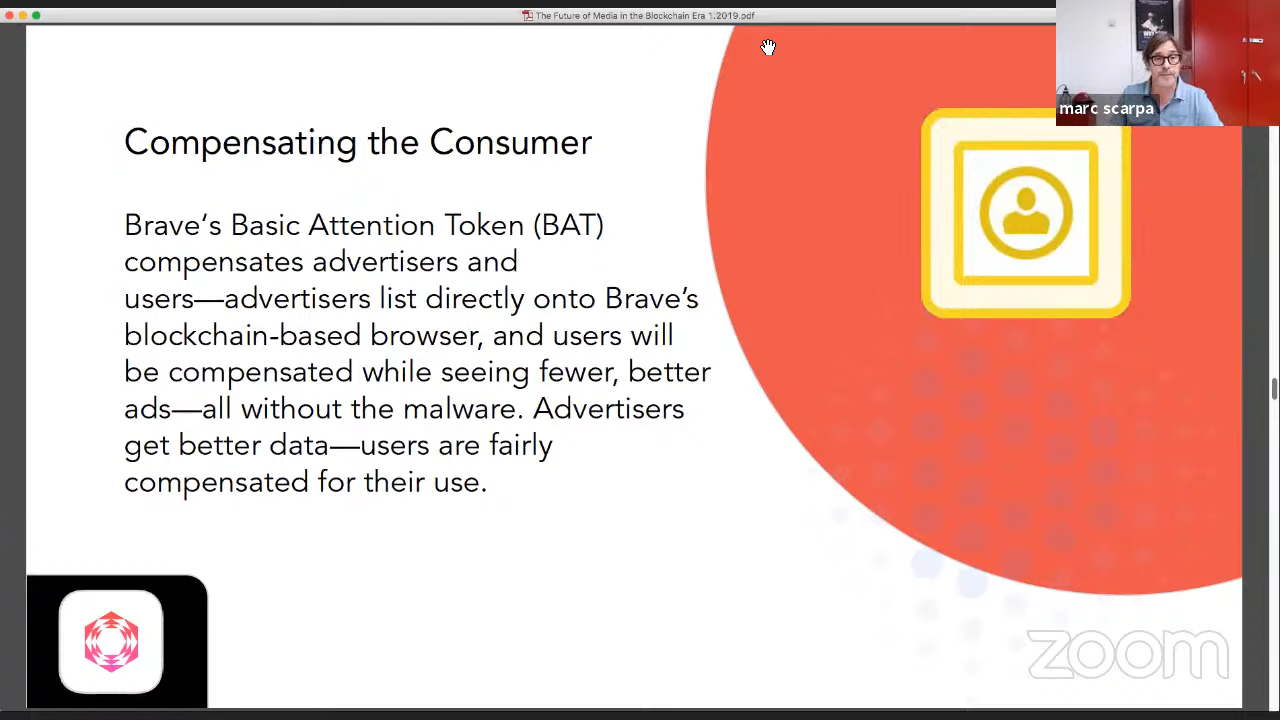 The Future of Media in the Blockchain Era 1.2019.pdf
marc scarpa
Compensating the Consumer
Brave‘s Basic Attention Token (BAT)
compensates advertisers and
users—advertisers list directly onto Brave’s
blockchain-based browser, and users will
be compensated while seeing fewer, better
ads—all without the malware. Advertisers
get better data—users are fairly
compensated for their use.
zoom